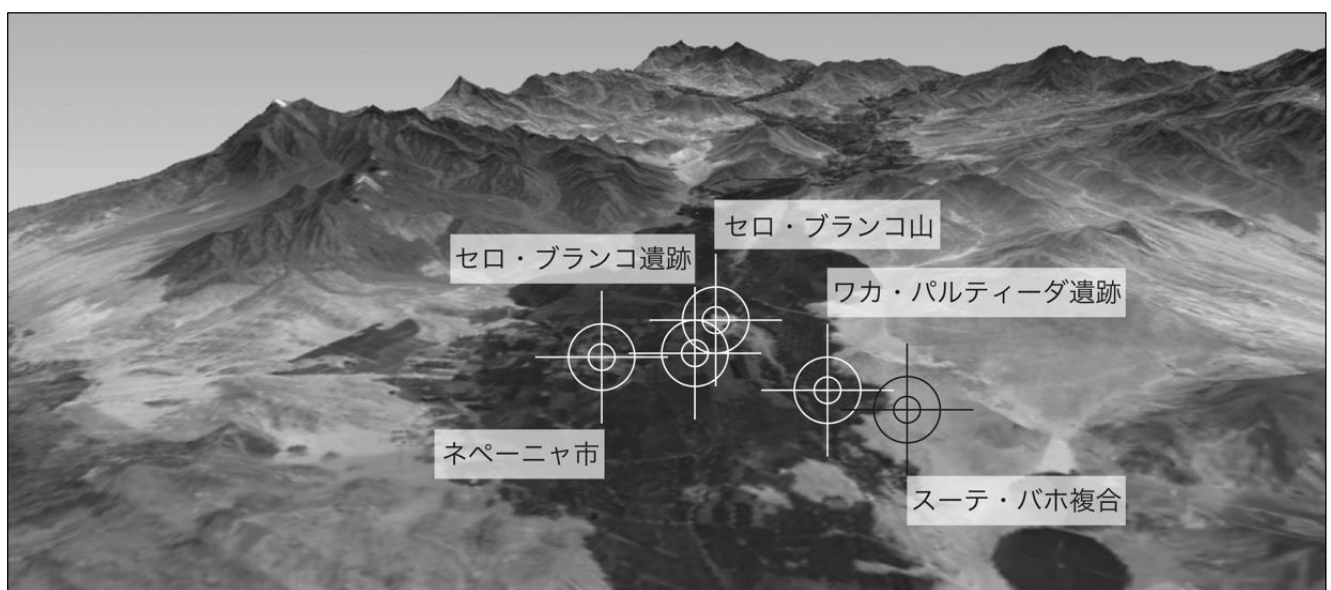 セロ・ブランコ山
セロ・ブランコ遺跡
ワカ・パルティーダ遺跡
ネペーニャ市
スーテ・バホ複合